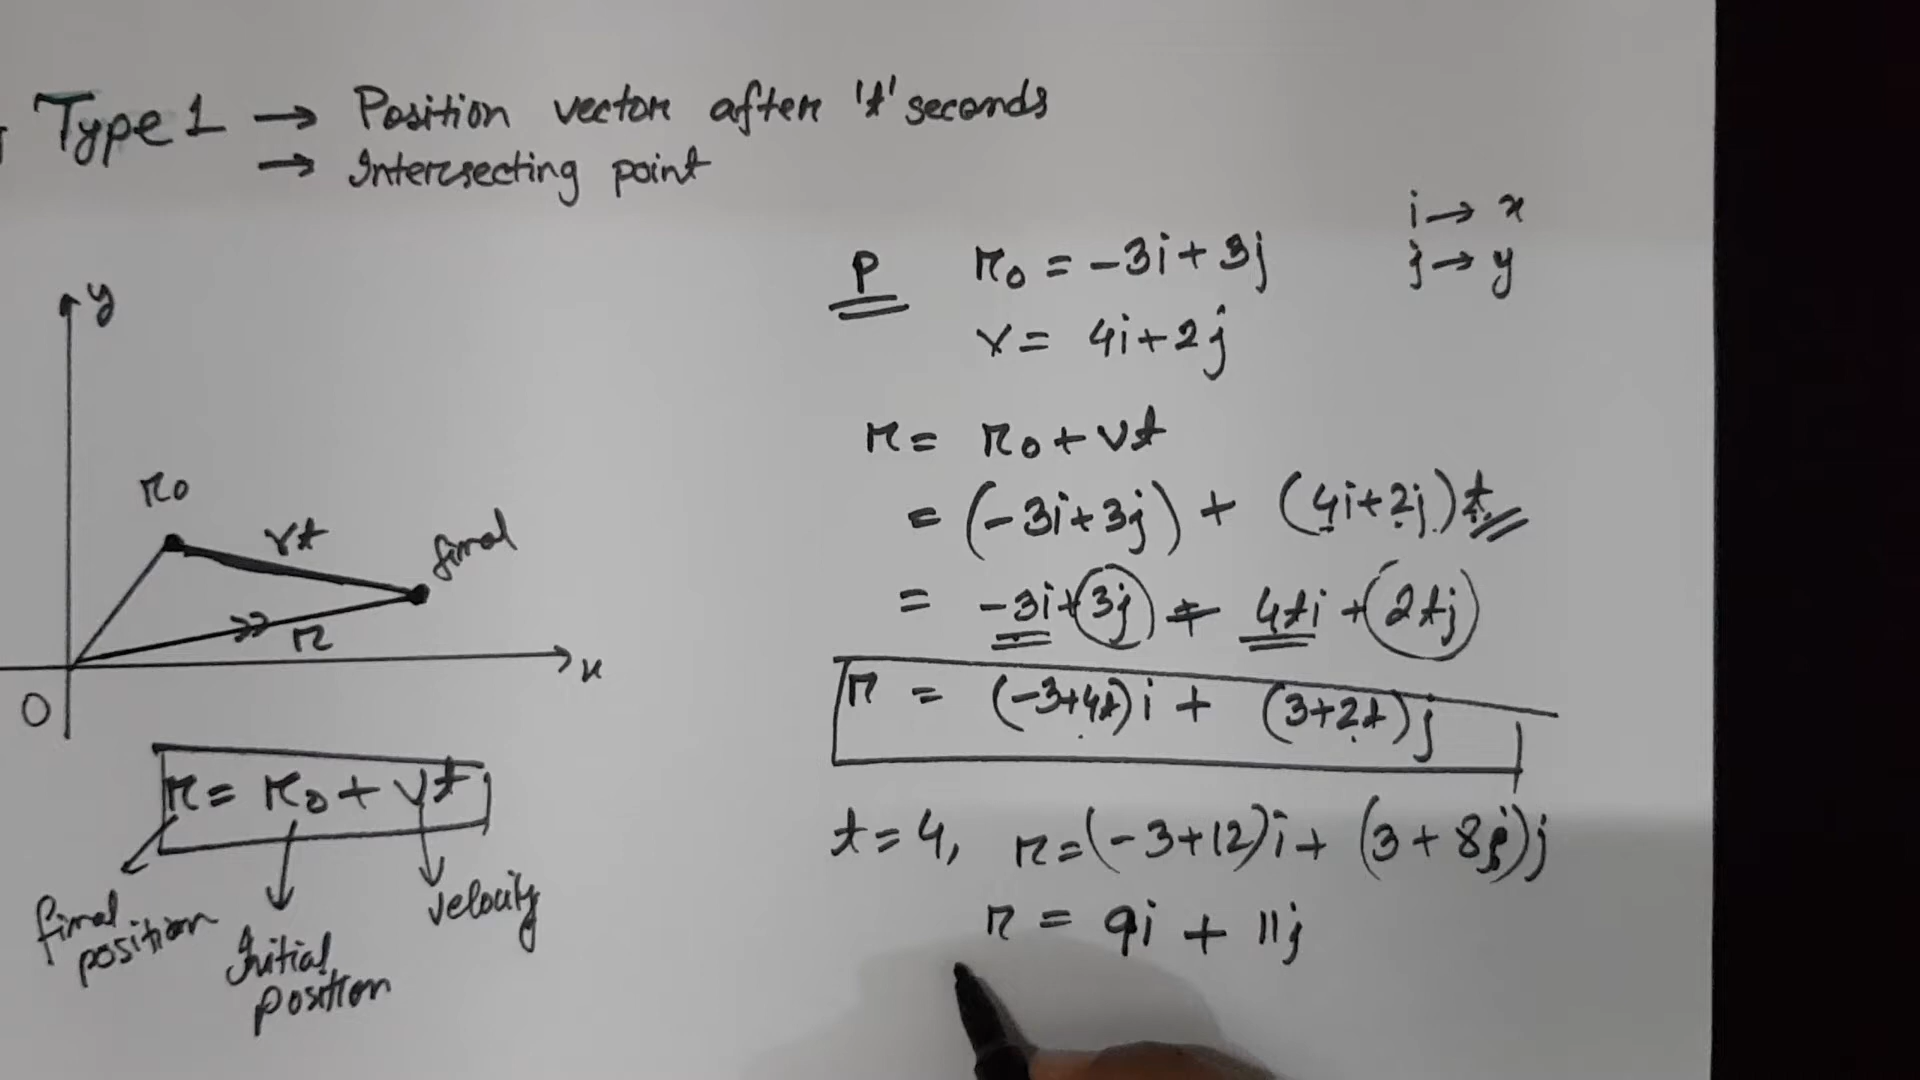 Type 1 → Position vector after 't' seconds
→ Intersecting point
i → x
j → y
P r₀ = -3i + 3j
v = 4i + 2j
r = r₀ + vt
= (-3i + 3j) + (4i + 2j)t
= -3i + 3j + 4ti + 2tj
r = (-3+4t)i + (3+2t)j
t = 4, r = (-3+12)i + (3+8j)j
r = 9i + 11j
y
r₀
vt
final
r
x
O
r = r₀ + vt
final position
Initial position
velocity